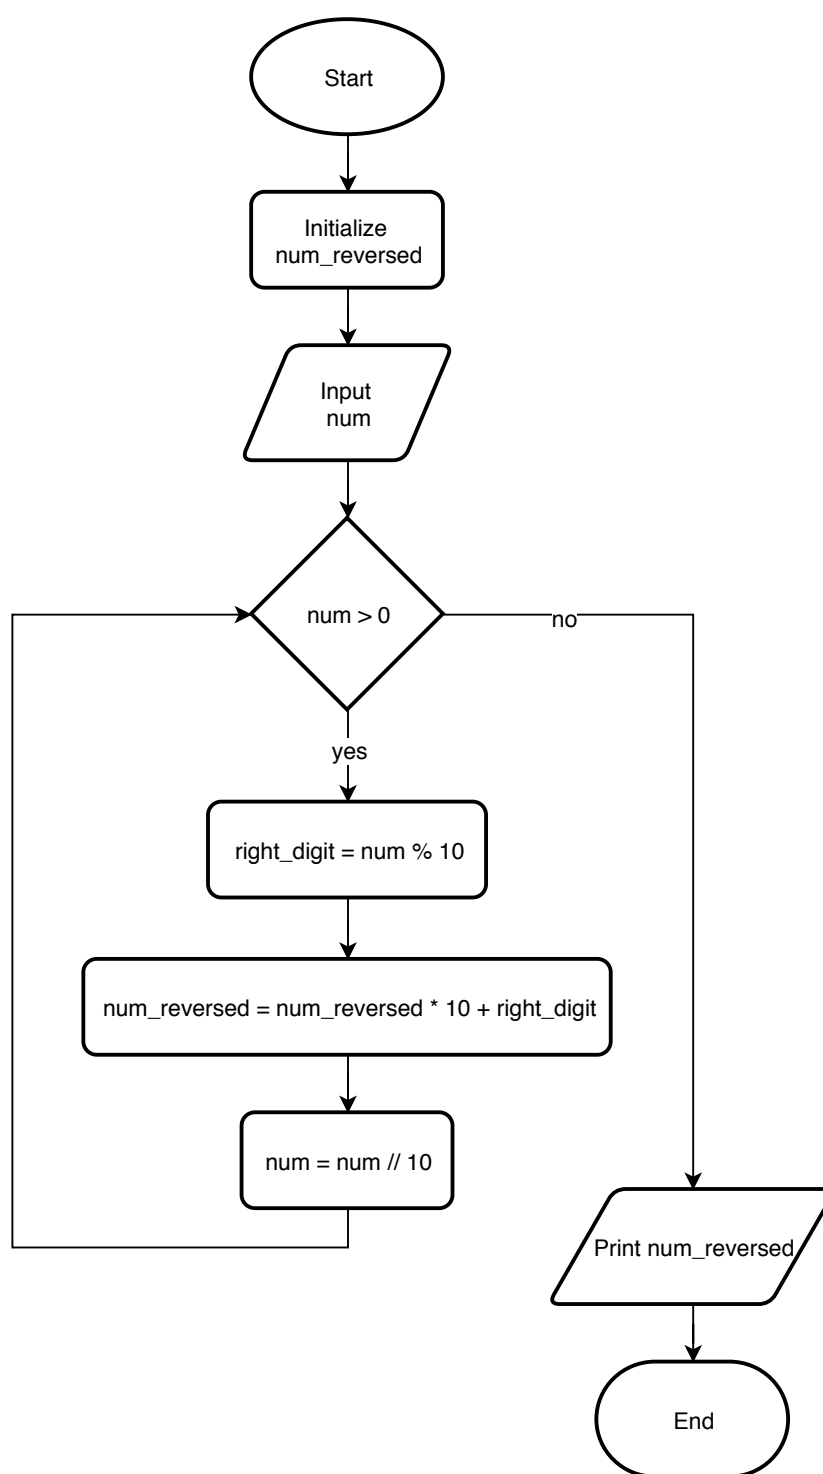 Start
Initialize
num_reversed
Input
num
num > 0
no
yes
right_digit = num % 10
num_reversed = num_reversed * 10 + right_digit
num = num // 10
Print num_reversed
End